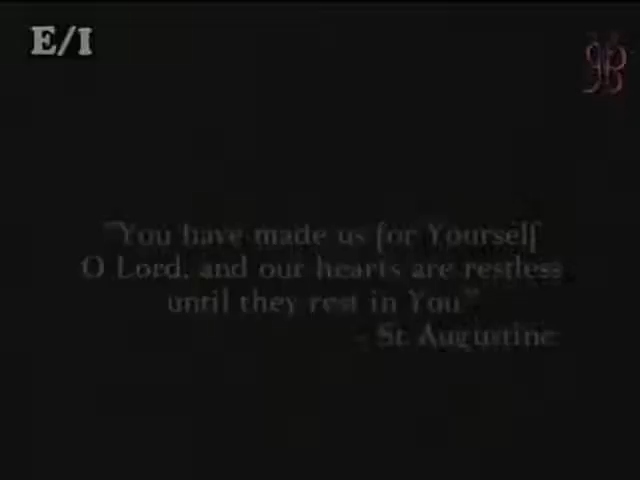 E/I
"You have made us for Yourself
O Lord, and our hearts are restless
until they rest in You."
- St. Augustine